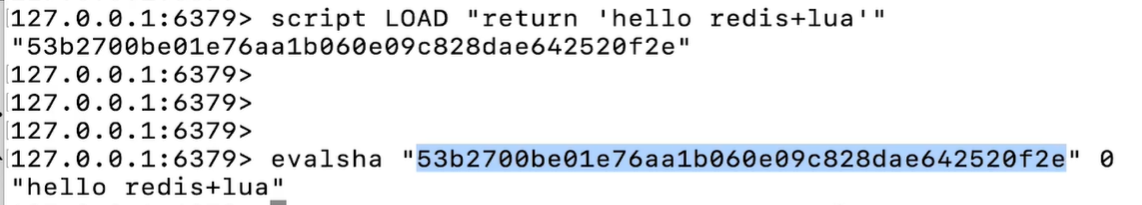 127.0.0.1:6379> script LOAD "return 'hello redis+lua'"
"53b2700be01e76aa1b060e09c828dae642520f2e"
127.0.0.1:6379>
127.0.0.1:6379>
127.0.0.1:6379>
127.0.0.1:6379> evalsha "53b2700be01e76aa1b060e09c828dae642520f2e" 0
"hello redis+lua"